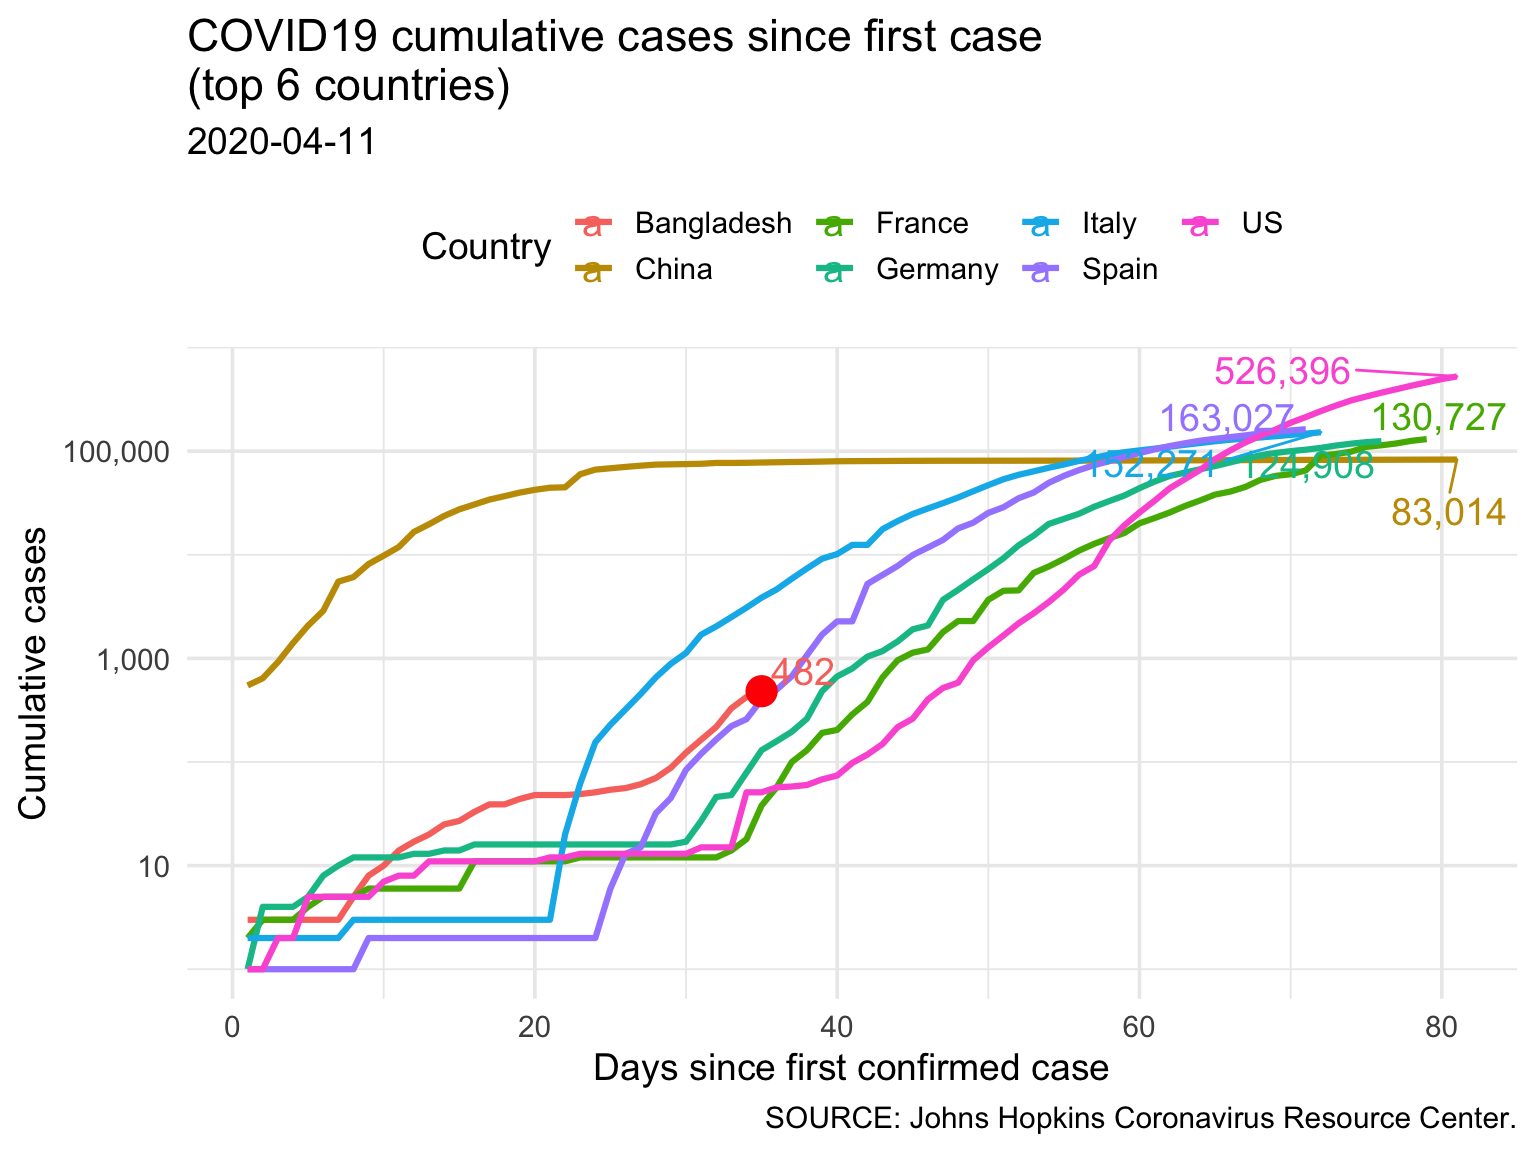 COVID19 cumulative cases since first case
(top 6 countries)
2020-04-11
Country
a Bangladesh
a France
a Italy
a US
a China
a Germany
a Spain
526,396
163,027
130,727
152,271
124,908
83,014
482
100,000
1,000
10
Cumulative cases
0 20 40 60 80
Days since first confirmed case
SOURCE: Johns Hopkins Coronavirus Resource Center.